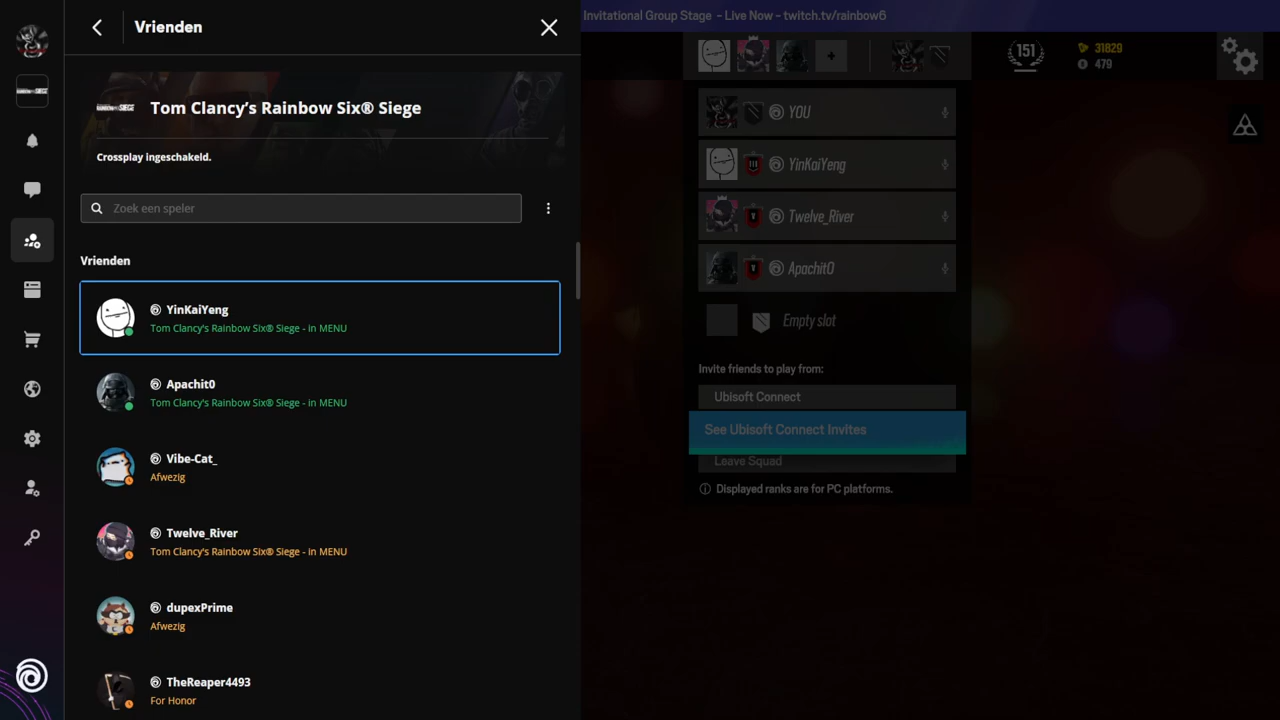 Vrienden
Tom Clancy's Rainbow Six® Siege
Crossplay ingeschakeld.
Zoek een speler
Vrienden
YinKaiYeng
Tom Clancy's Rainbow Six® Siege - in MENU
Apachit0
Tom Clancy's Rainbow Six® Siege - in MENU
Vibe-Cat_
Afwezig
Twelve_River
Tom Clancy's Rainbow Six® Siege - in MENU
dupexPrime
Afwezig
TheReaper4493
For Honor
Invitational Group Stage - Live Now - twitch.tv/rainbow6
151
31829
479
YOU
YinKaiYeng
Twelve_River
Apachit0
Empty slot
Invite friends to play from:
Ubisoft Connect
See Ubisoft Connect Invites
Leave Squad
Displayed ranks are for PC platforms.